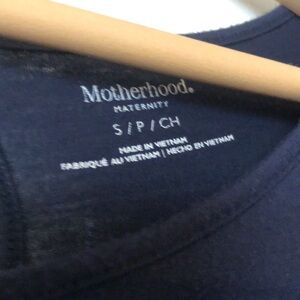 Motherhood.
MATERNITY
S / P / CH
MADE IN VIETNAM
FABRIQUÉ AU VIETNAM | HECHO EN VIETNAM